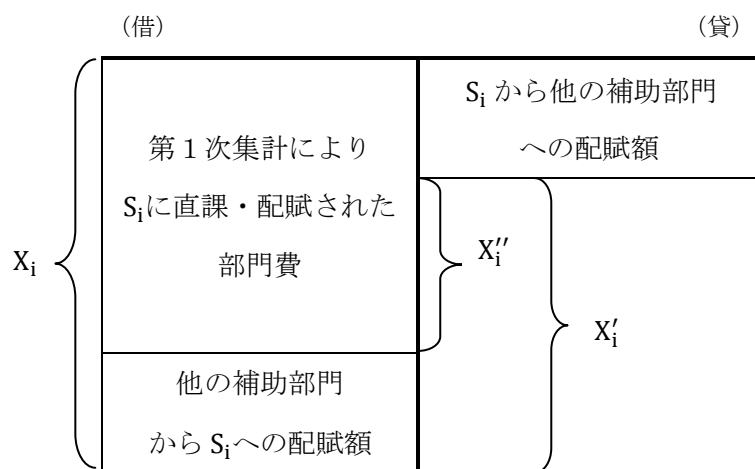 （借）
（貸）
第１次集計により
Sᵢに直課・配賦された
部門費
Sᵢ から他の補助部門
への配賦額
Xᵢ
Xᵢ′′
Xᵢ′
他の補助部門
から Sᵢへの配賦額